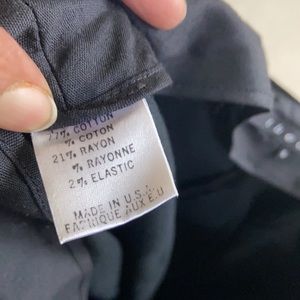 77% COTTON
% COTON
21% RAYON
% RAYONNE
2% ELASTIC
MADE IN U.S.A
FABRIQUE AUX E.U